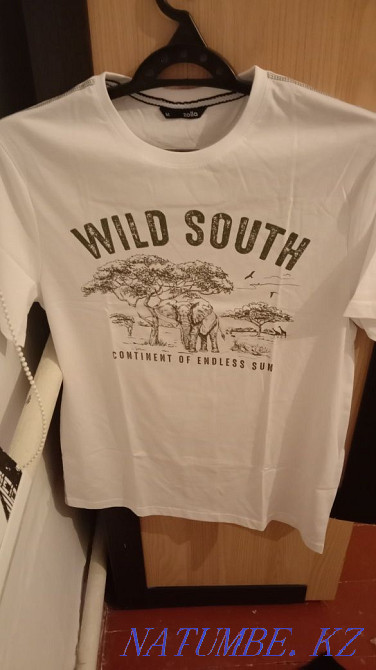 WILD SOUTH
CONTINENT OF ENDLESS SUN
NATUMBE. KZ